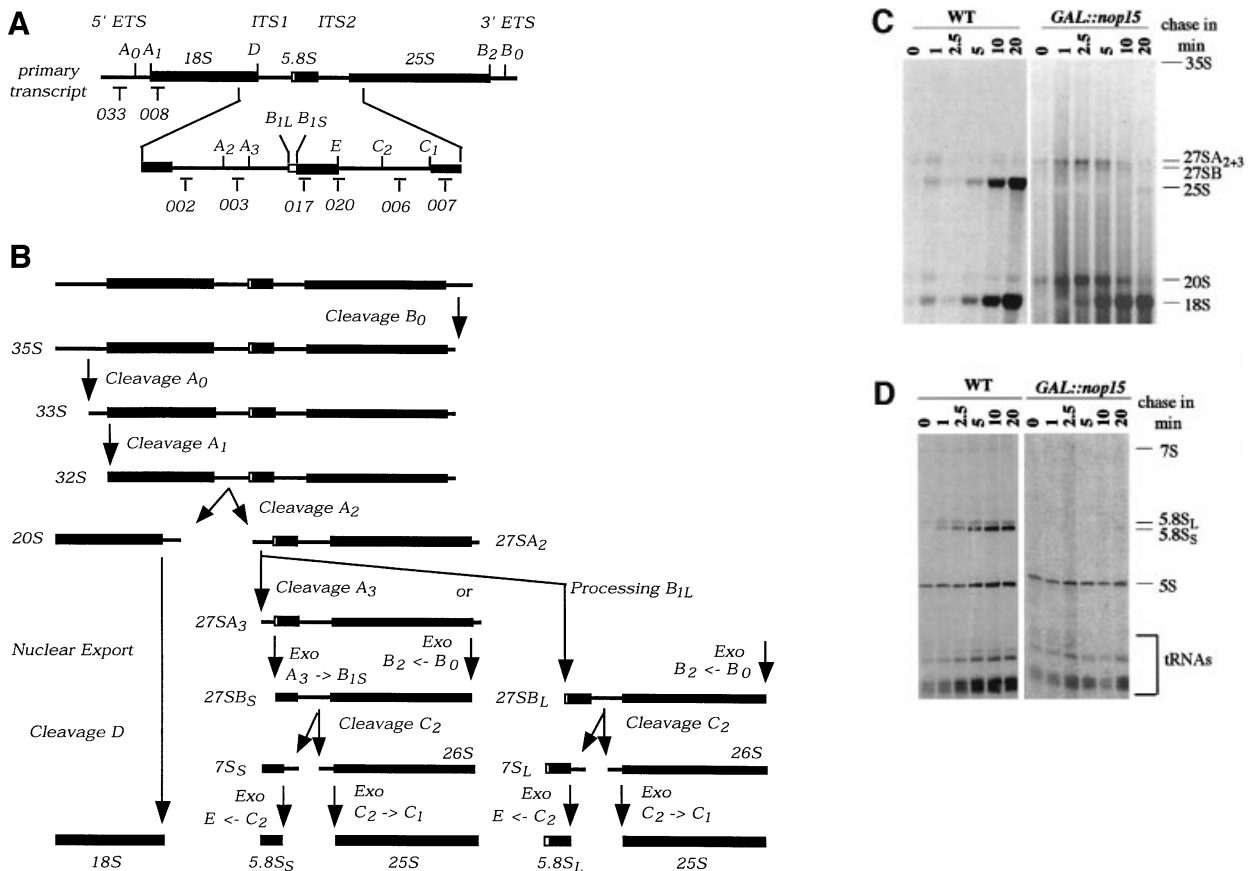 A
5' ETS
ITS1
ITS2
3' ETS
A0 A1
18S
D
5.8S
25S
B2 B0
primary
transcript
033
008
B1L B1S
A2 A3
E
C2
C1
002
003
017
020
006
007
B
Cleavage B0
35S
Cleavage A0
33S
Cleavage A1
32S
Cleavage A2
20S
27SA2
Cleavage A3
or
Processing B1L
27SA3
Nuclear Export
Exo
A3 -> B1S
Exo
B2 <- B0
Exo
B2 <- B0
27SBS
27SBL
Cleavage D
Cleavage C2
Cleavage C2
7SS
26S
7SL
26S
Exo
E <- C2
Exo
C2 -> C1
Exo
E <- C2
Exo
C2 -> C1
18S
5.8SS
25S
5.8SL
25S
C
WT
GAL::nop15
chase in
min
0 1 2.5 5 10 20
0 1 2.5 5 10 20
35S
27SA2+3
27SB
25S
20S
18S
D
WT
GAL::nop15
chase in
min
0 1 2.5 5 10 20
0 1 2.5 5 10 20
7S
5.8SL
5.8SS
5S
tRNAs